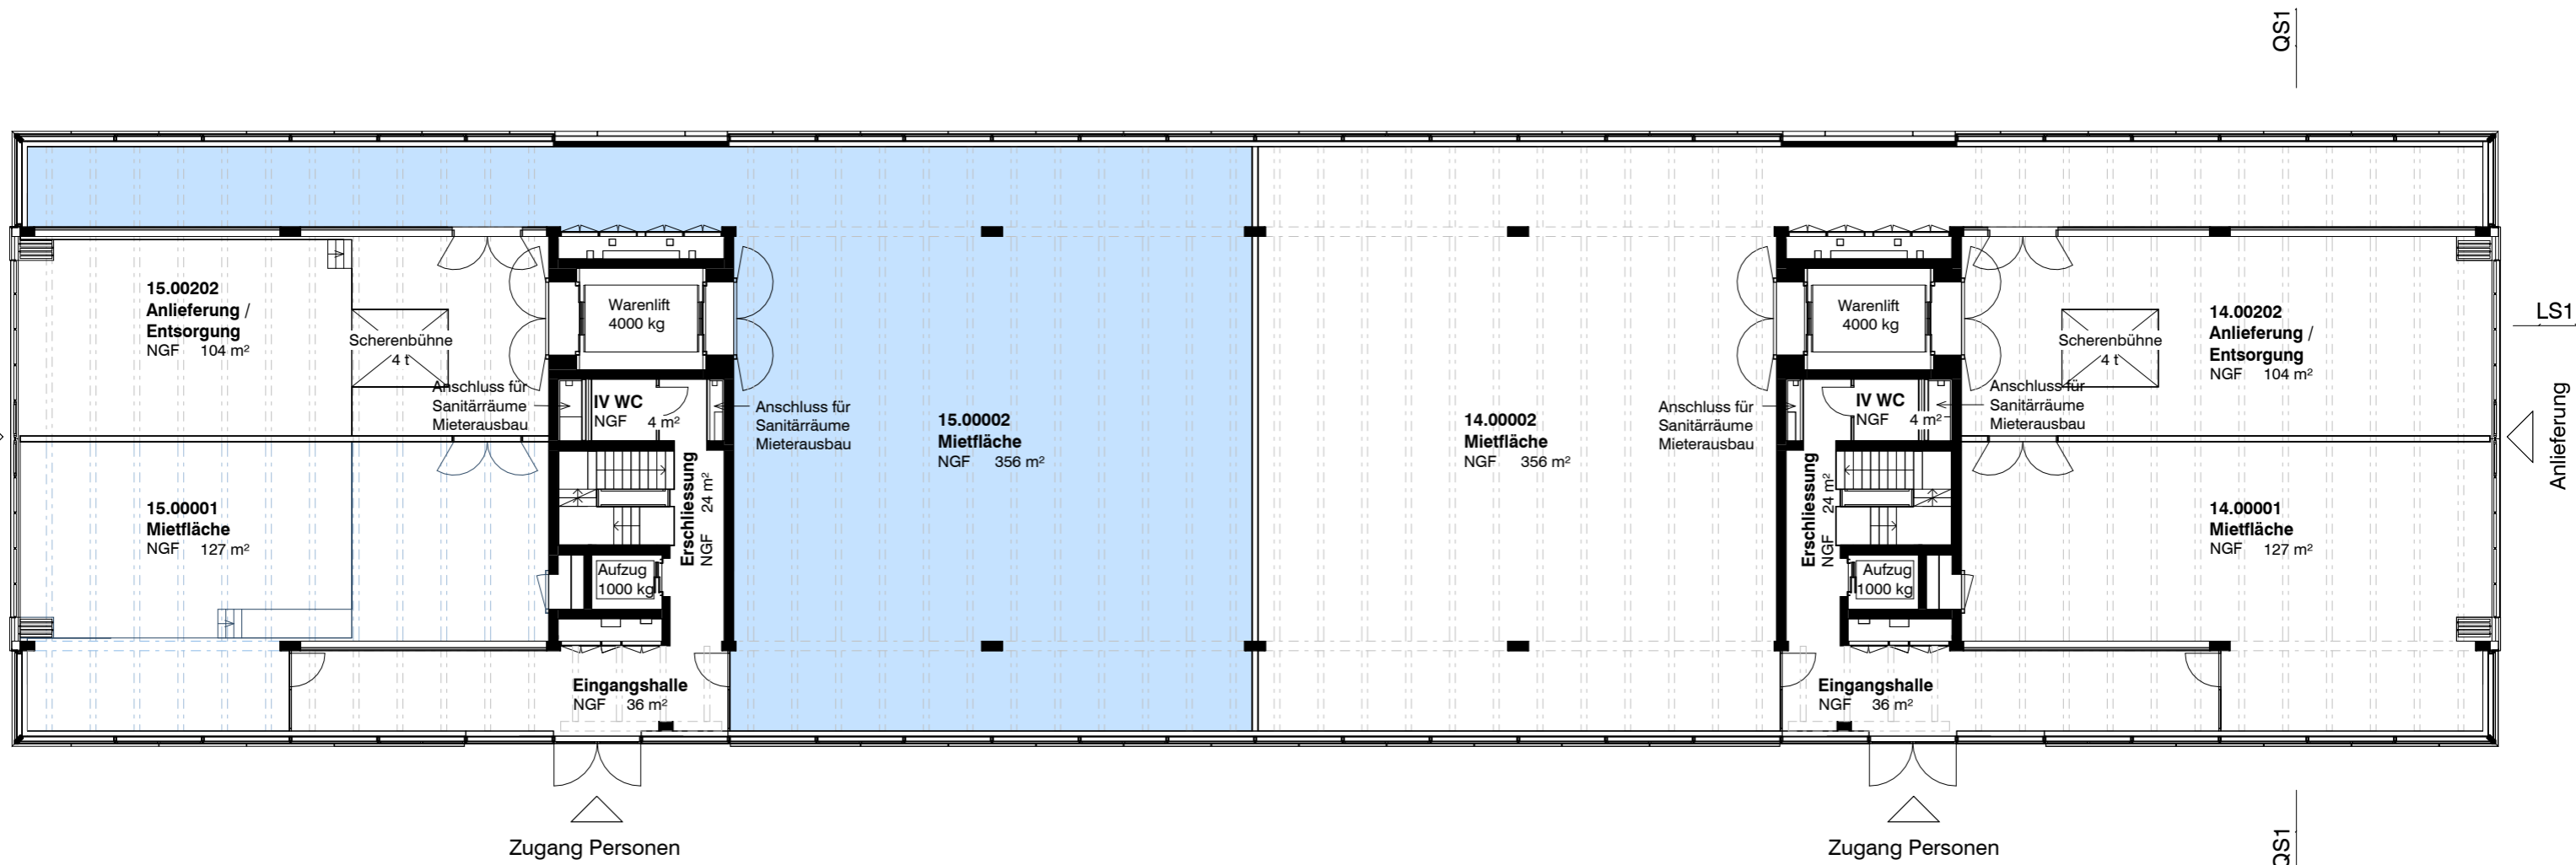 QS1
15.00202
Anlieferung /
Entsorgung
NGF 104 m²
Scherenbühne
4 t
Warenlift
4000 kg
Anschluss für
Sanitärräume
Mieterausbau
IV WC
NGF 4 m²
Anschluss für
Sanitärräume
Mieterausbau
15.00002
Mietfläche
NGF 356 m²
15.00001
Mietfläche
NGF 127 m²
Erschliessung
NGF 24 m²
Aufzug
1000 kg
Eingangshalle
NGF 36 m²
Zugang Personen
14.00002
Mietfläche
NGF 356 m²
Anschluss für
Sanitärräume
Mieterausbau
Warenlift
4000 kg
IV WC
NGF 4 m²
Anschluss für
Sanitärräume
Mieterausbau
Scherenbühne
4 t
14.00202
Anlieferung /
Entsorgung
NGF 104 m²
LS1
Anlieferung
Erschliessung
NGF 24 m²
Aufzug
1000 kg
14.00001
Mietfläche
NGF 127 m²
Eingangshalle
NGF 36 m²
Zugang Personen
QS1